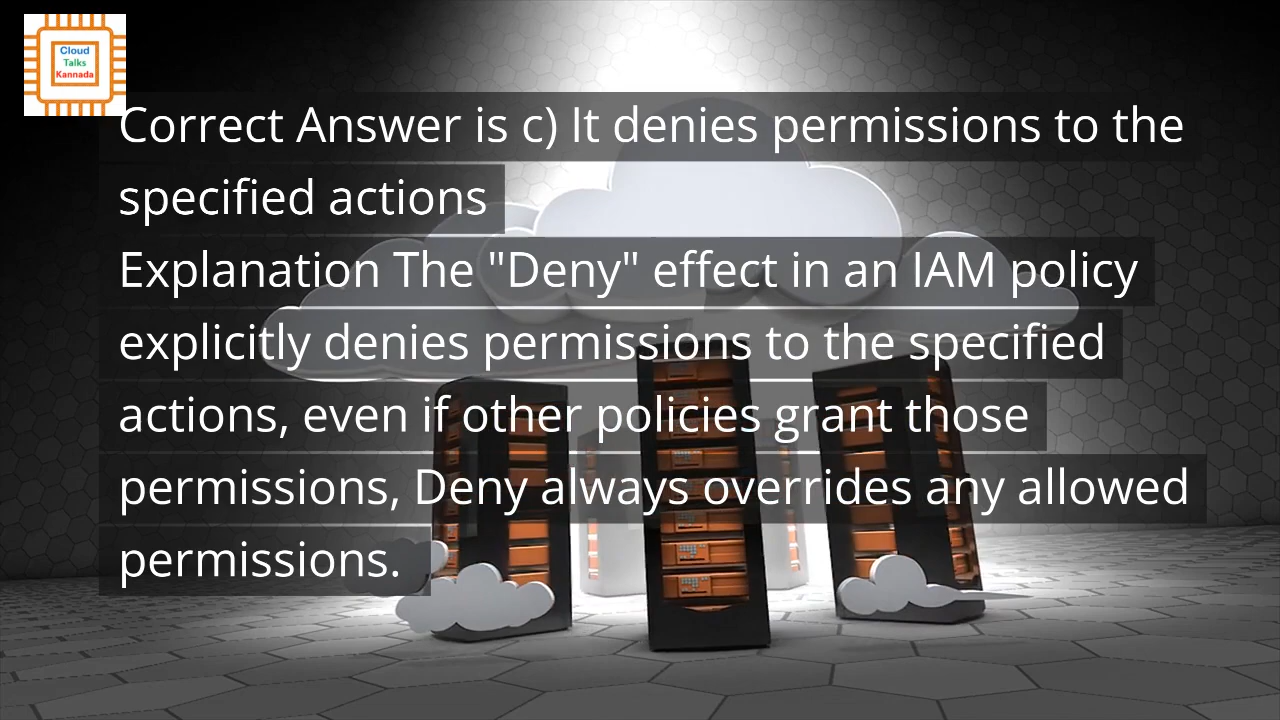 Cloud
Talks
Kannada
Correct Answer is c) It denies permissions to the
specified actions
Explanation The "Deny" effect in an IAM policy
explicitly denies permissions to the specified
actions, even if other policies grant those
permissions, Deny always overrides any allowed
permissions.